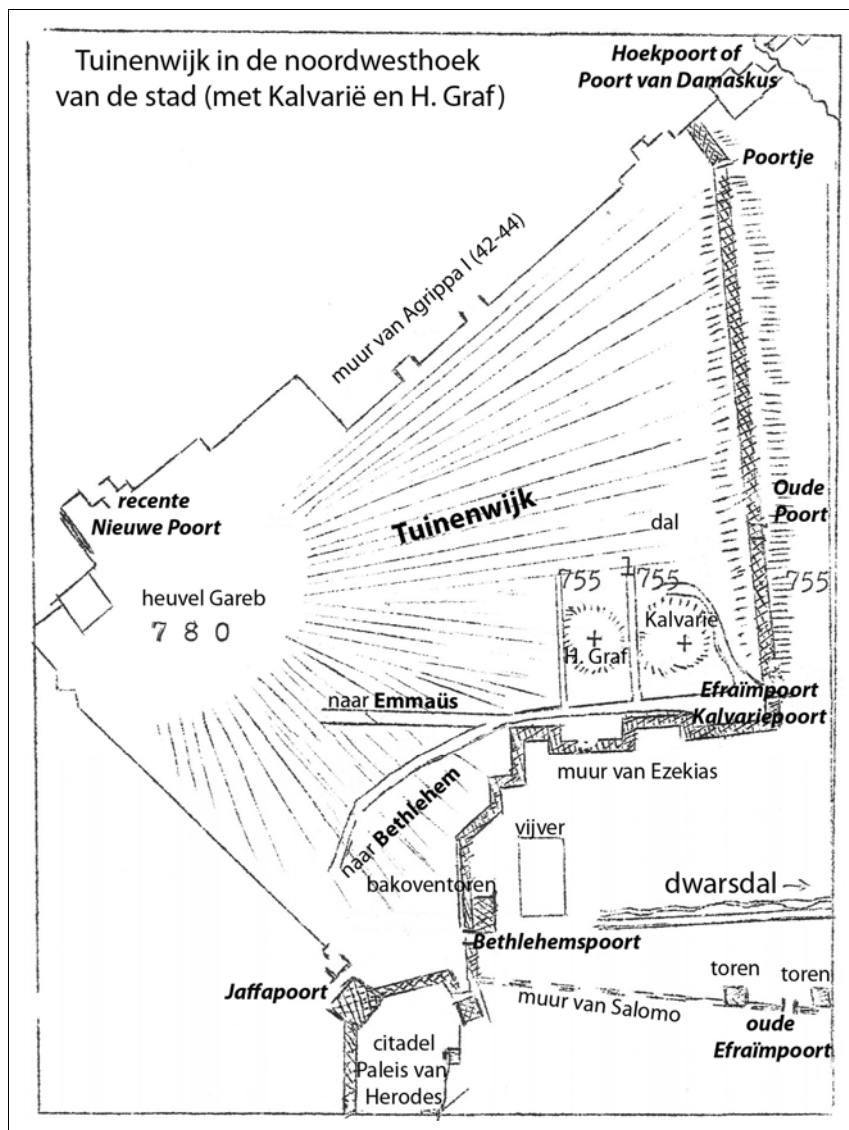 Tuinenwijk in de noordwesthoek
van de stad (met Kalvarië en H. Graf)
Hoekpoort of
Poort van Damaskus
Poortje
muur van Agrippa I (42-44)
recente
Nieuwe Poort
Tuinenwijk
Oude
Poort
dal
755
755
755
heuvel Gareb
780
Kalvarie
H. Graf
naar Emmaüs
Efraïmpoort
Kalvariepoort
muur van Ezekias
naar Bethlehem
vijver
bakoventoren
dwarsdal
Bethlehemspoort
Jaffapoort
toren
toren
muur van Salomo
oude
Efraïmpoort
citadel
Paleis van
Herodes